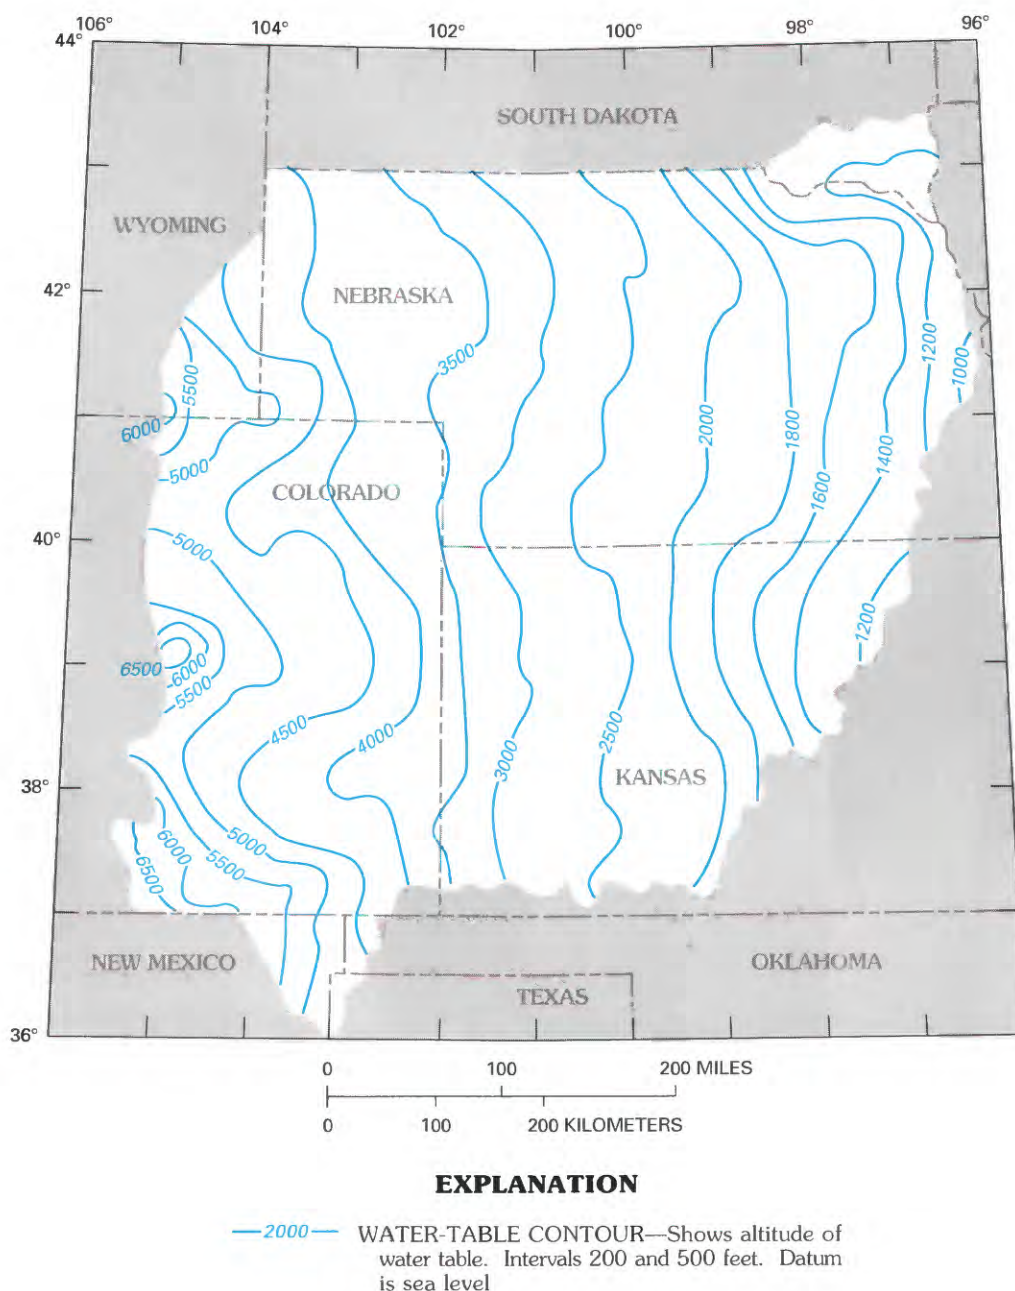 106° 104° 102° 100° 98° 96°
44°
SOUTH DAKOTA
WYOMING
42°
NEBRASKA
5500
3500
1200
1000
6000
2000
1800
1400
5000
COLORADO
1600
40°
5000
1200
6500
6000
5500
4500
4000
3000
2500
KANSAS
38°
5000
6000
5500
6500
NEW MEXICO
OKLAHOMA
TEXAS
36°
0 100 200 MILES
0 100 200 KILOMETERS
EXPLANATION
2000 WATER-TABLE CONTOUR—Shows altitude of
water table. Intervals 200 and 500 feet. Datum
is sea level